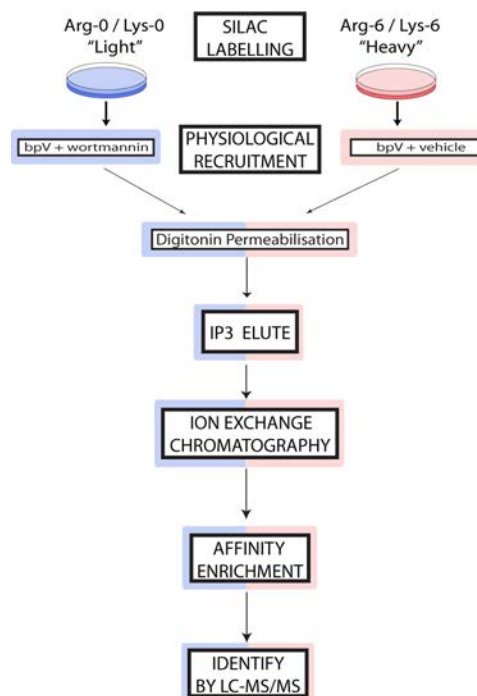 Arg-0 / Lys-0
“Light”
SILAC
LABELLING
Arg-6 / Lys-6
“Heavy”
bpV + wortmannin
PHYSIOLOGICAL
RECRUITMENT
bpV + vehicle
Digitonin Permeabilisation
IP3 ELUTE
ION EXCHANGE
CHROMATOGRAPHY
AFFINITY
ENRICHMENT
IDENTIFY
BY LC-MS/MS